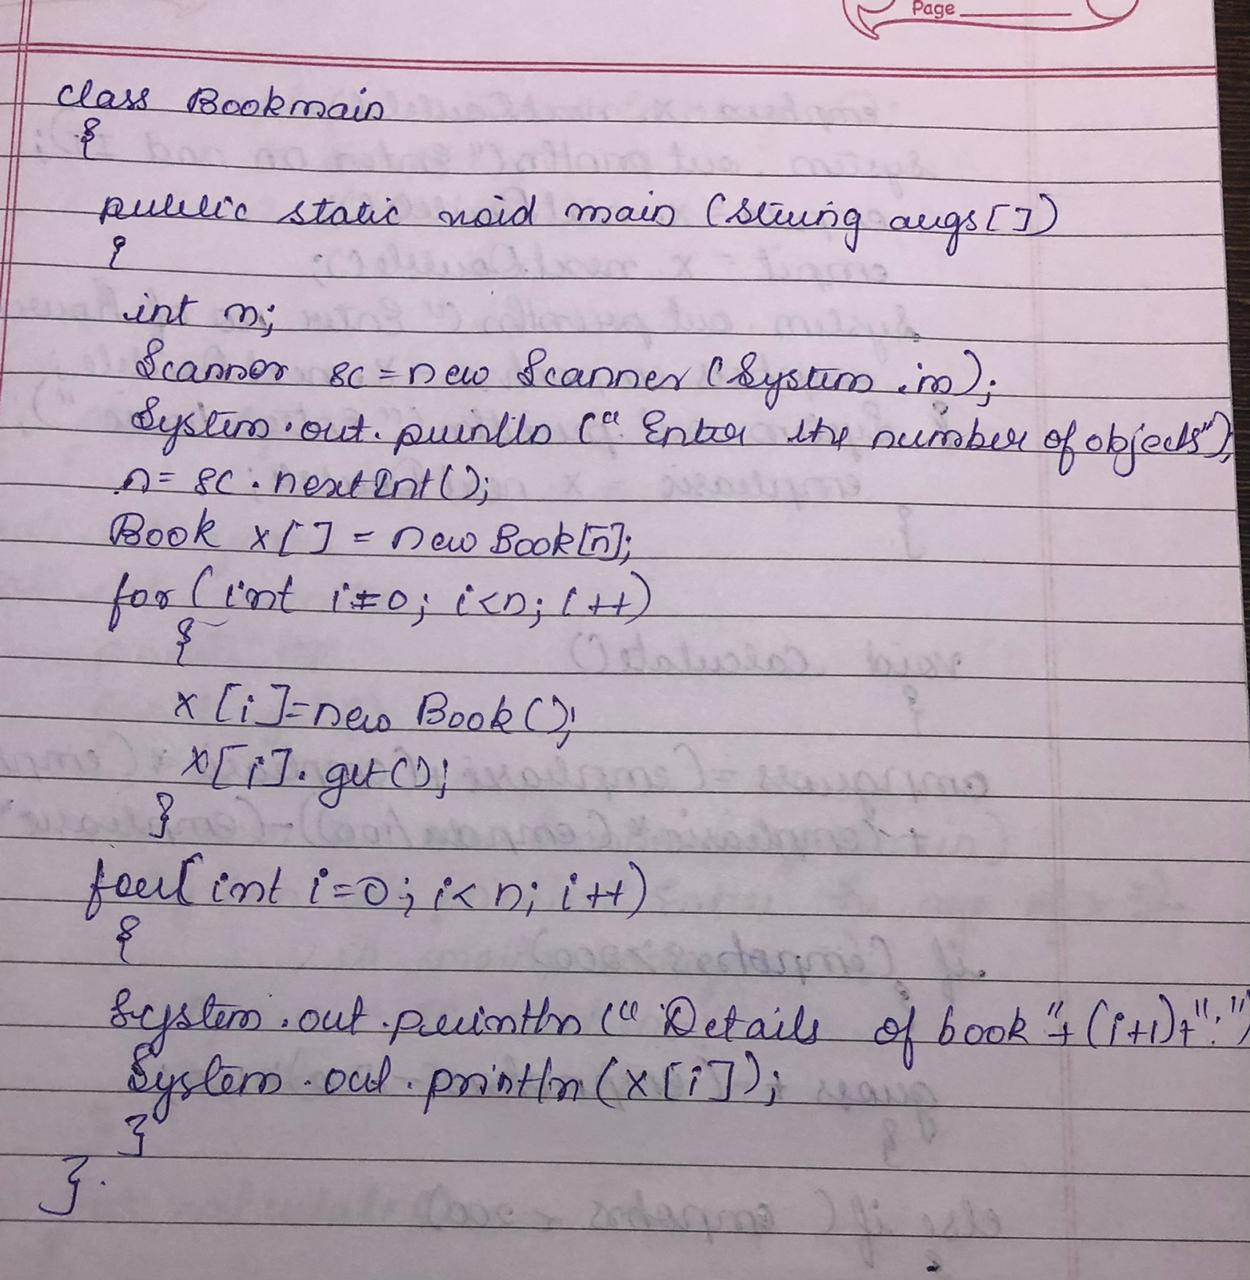 Page
class Bookmain
{
public static void main (String args[])
{
int n;
Scanner sc = new Scanner (System.in);
System.out.println ("Enter the number of objects");
n = sc.nextInt();
Book x[] = new Book[n];
for (int i=0; i<n; i++)
{
x[i]=new Book();
x[i].get();
}
for(int i=0; i<n; i++)
{
System.out.println ("Details of book"+(i+1)+":")
System.out.println(x[i]);
}
}.